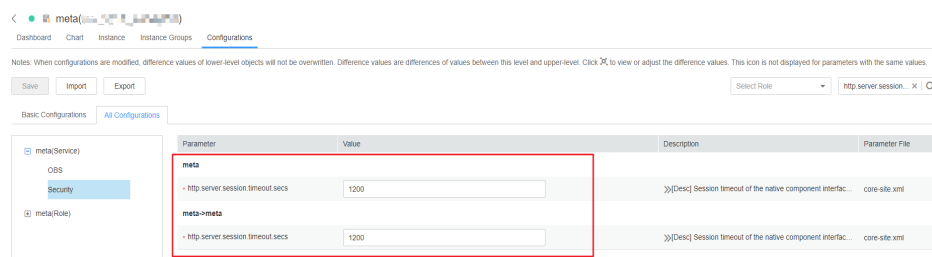 meta(
)
Dashboard Chart Instance Instance Groups Configurations
Notes: When configurations are modified, difference values of lower-level objects will not be overwritten. Difference values are differences of values between this level and upper-level. Click to view or adjust the difference values. This icon is not displayed for parameters with the same values.
Save Import Export Select Role http.server.session...
Basic Configurations All Configurations
meta(Service)
OBS
Security
meta(Role)
Parameter Value Description Parameter File
meta
* http.server.session.timeout.secs 1200 [Desc] Session timeout of the native component interfac... core-site.xml
meta->meta
* http.server.session.timeout.secs 1200 [Desc] Session timeout of the native component interfac... core-site.xml